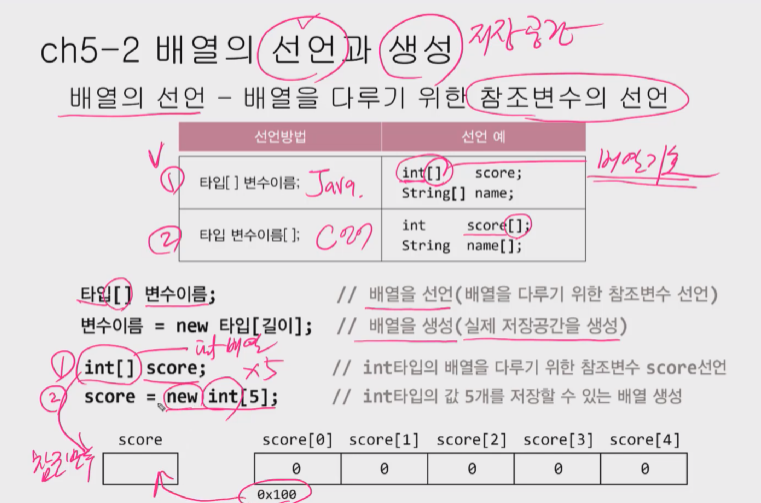 ch5-2 배열의 선언과 생성 저장공간
배열의 선언 – 배열을 다루기 위한 참조변수의 선언
선언방법 선언 예
① 타입[ ] 변수이름; Java. int[] score; 배열기호
String[] name;
② 타입 변수이름[ ]; C언어 int score[];
String name[];
타입[] 변수이름; // 배열을 선언(배열을 다루기 위한 참조변수 선언)
변수이름 = new 타입[길이]; // 배열을 생성(실제 저장공간을 생성)
int 배열
① int[] score; x5 // int타입의 배열을 다루기 위한 참조변수 score선언
② score = new int[5]; // int타입의 값 5개를 저장할 수 있는 배열 생성
score score[0] score[1] score[2] score[3] score[4]
참조변수 0 0 0 0 0
0x100